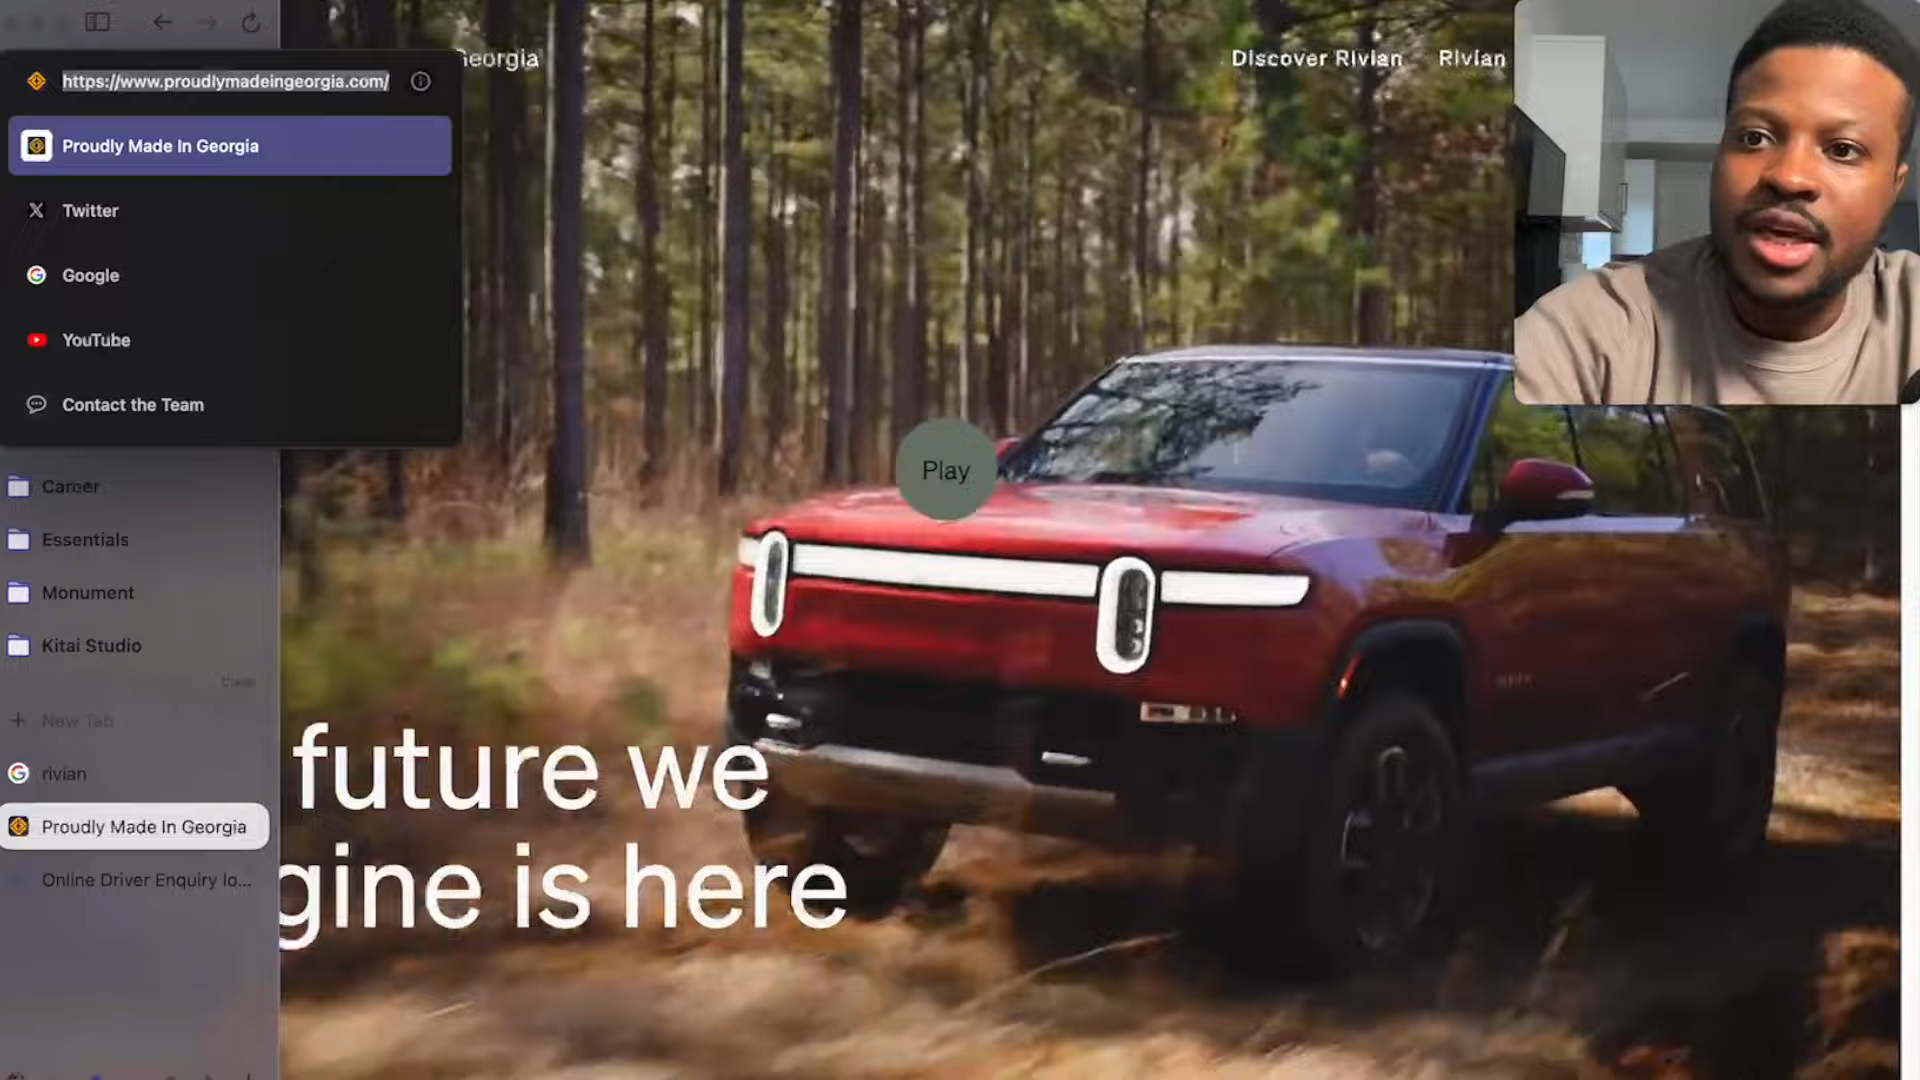 https://www.proudlymadeingeorgia.com/
Proudly Made In Georgia
Twitter
Google
YouTube
Contact the Team
Career
Essentials
Monument
Kitai Studio
Clear
New Tab
rivian
Proudly Made In Georgia
Online Driver Enquiry lo...
Georgia
Discover Rivian
Rivian
Play
future we
gine is here